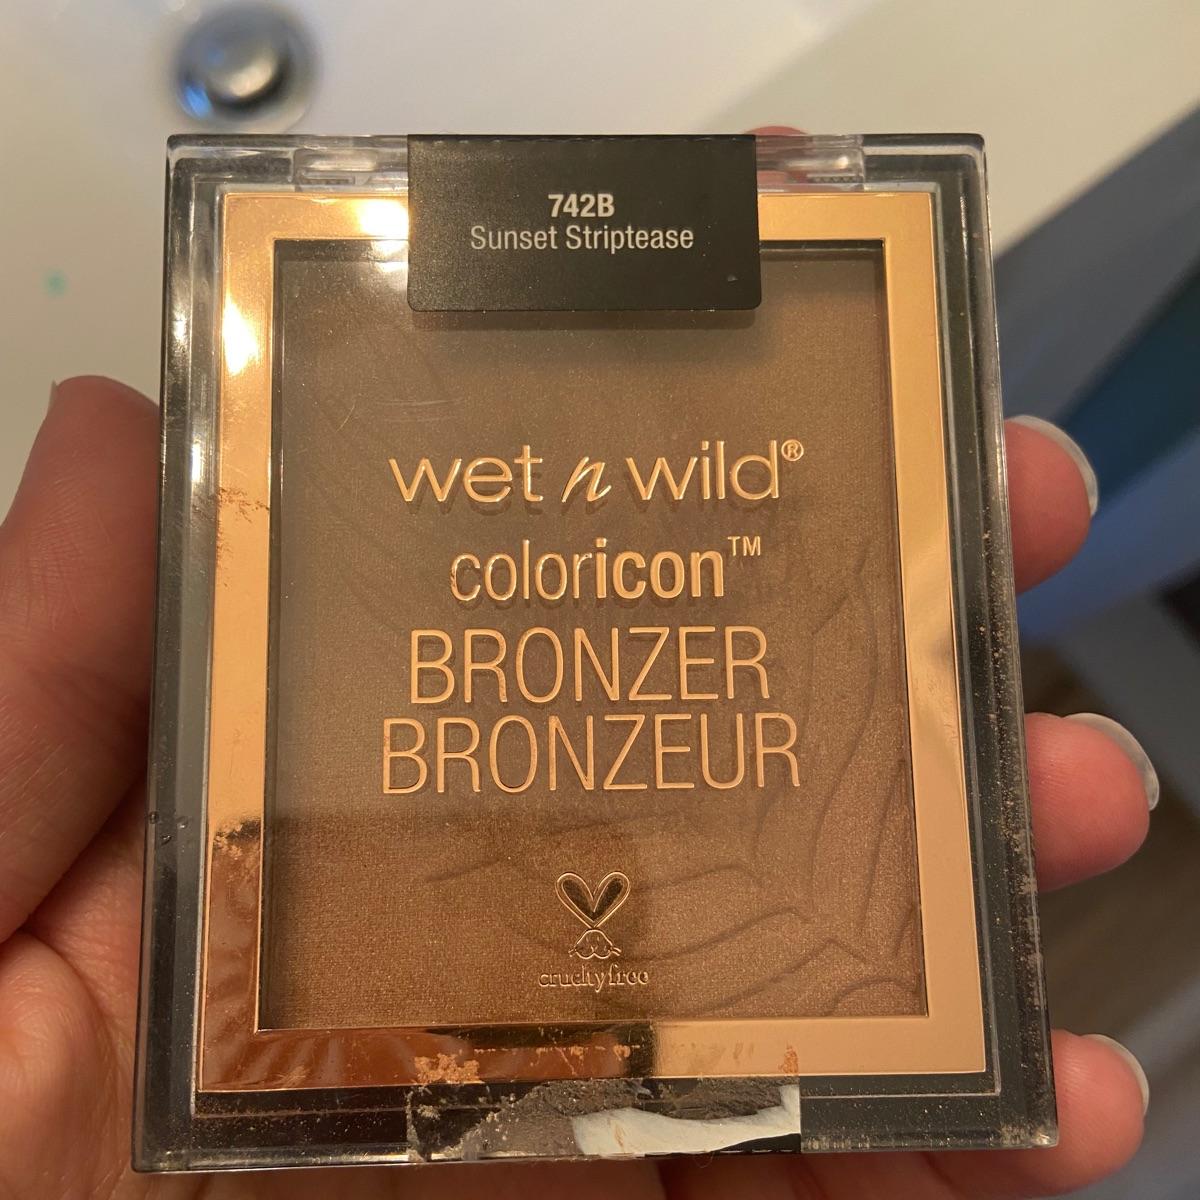 742B
Sunset Striptease
wet n wild®
coloricon™
BRONZER
BRONZEUR
crueltyfree